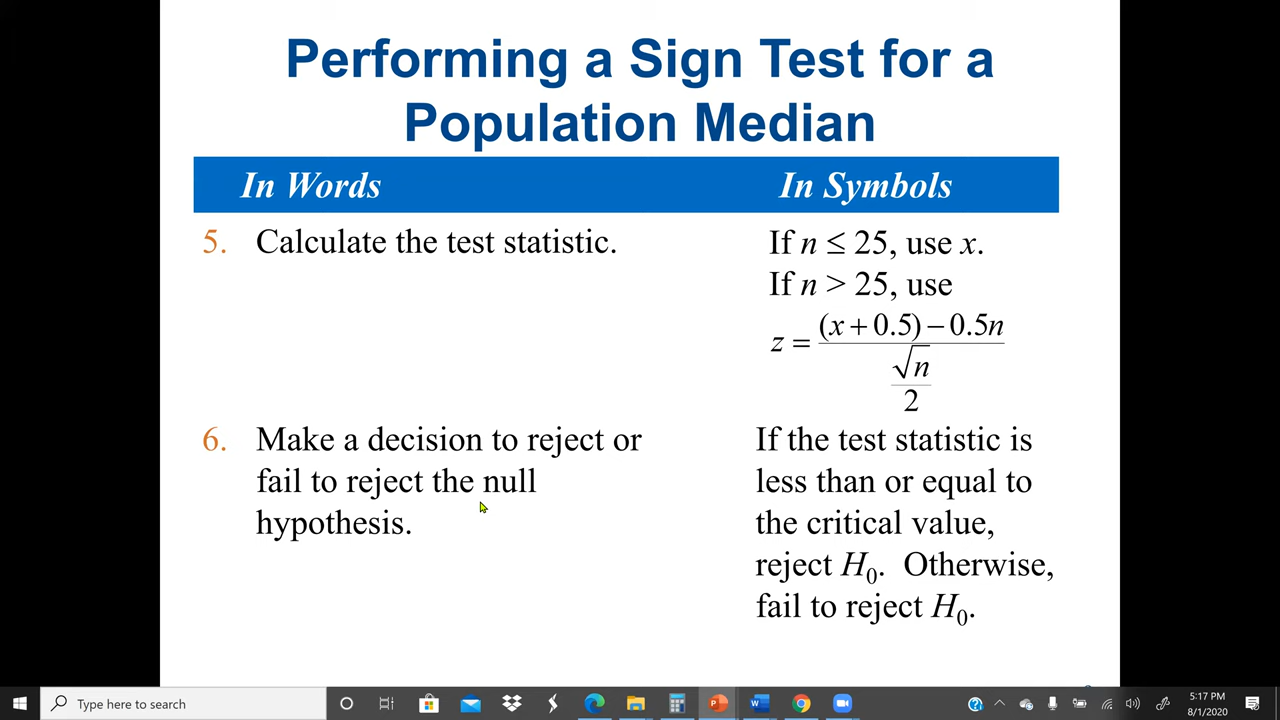 Performing a Sign Test for a
Population Median
In Words In Symbols
5. Calculate the test statistic. If n ≤ 25, use x.
If n > 25, use
z = (x + 0.5) − 0.5n
√n
2
6. Make a decision to reject or If the test statistic is
fail to reject the null less than or equal to
hypothesis. the critical value,
reject H₀. Otherwise,
fail to reject H₀.
Type here to search
5:17 PM
8/1/2020